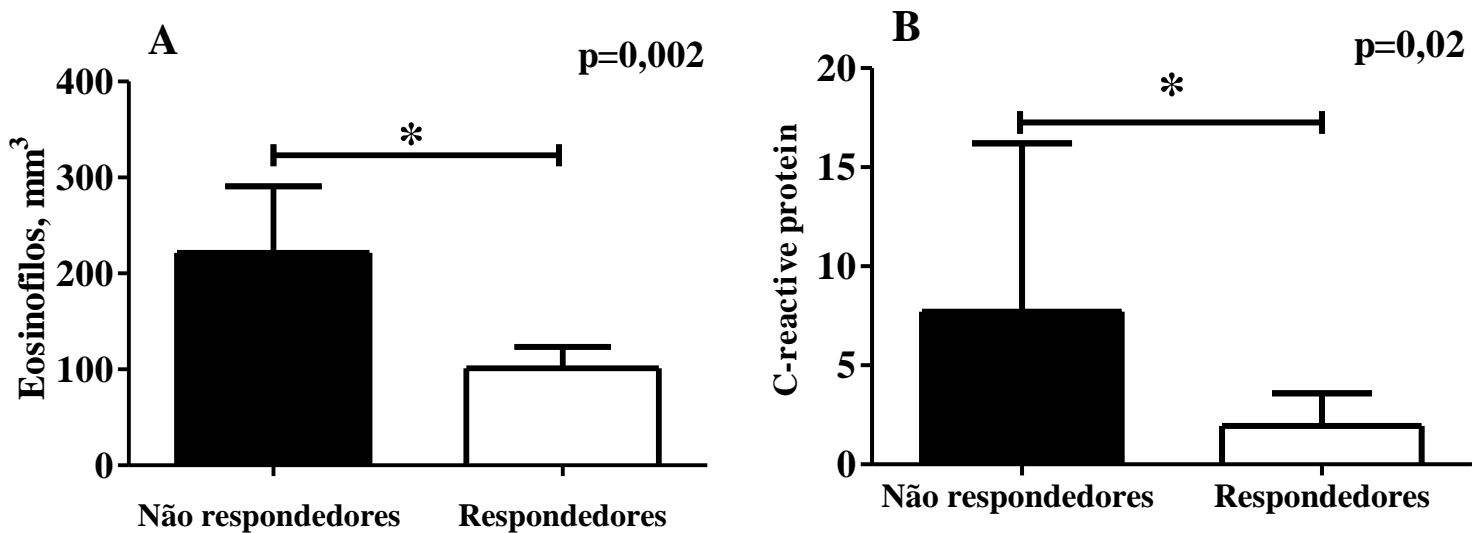 A
p=0,002
Eosinofilos, mm³
400
300
200
100
0
*
Não respondedores
Respondedores
B
p=0,02
C-reactive protein
20
15
10
5
0
*
Não respondedores
Respondedores